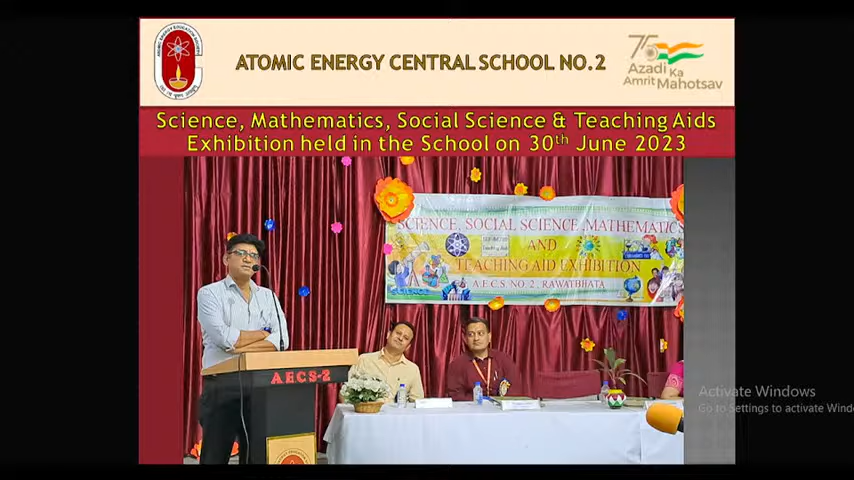 ATOMIC ENERGY CENTRAL SCHOOL NO.2
75
Azadi Ka
Amrit Mahotsav
Science, Mathematics, Social Science & Teaching Aids
Exhibition held in the School on 30th June 2023
SCIENCE, SOCIAL SCIENCE, MATHEMATICS
AND
TEACHING AID EXHIBITION
A.E.C.S. NO. 2, RAWATBHATA
AECS-2
Activate Windows
Go to Settings to activate Windo